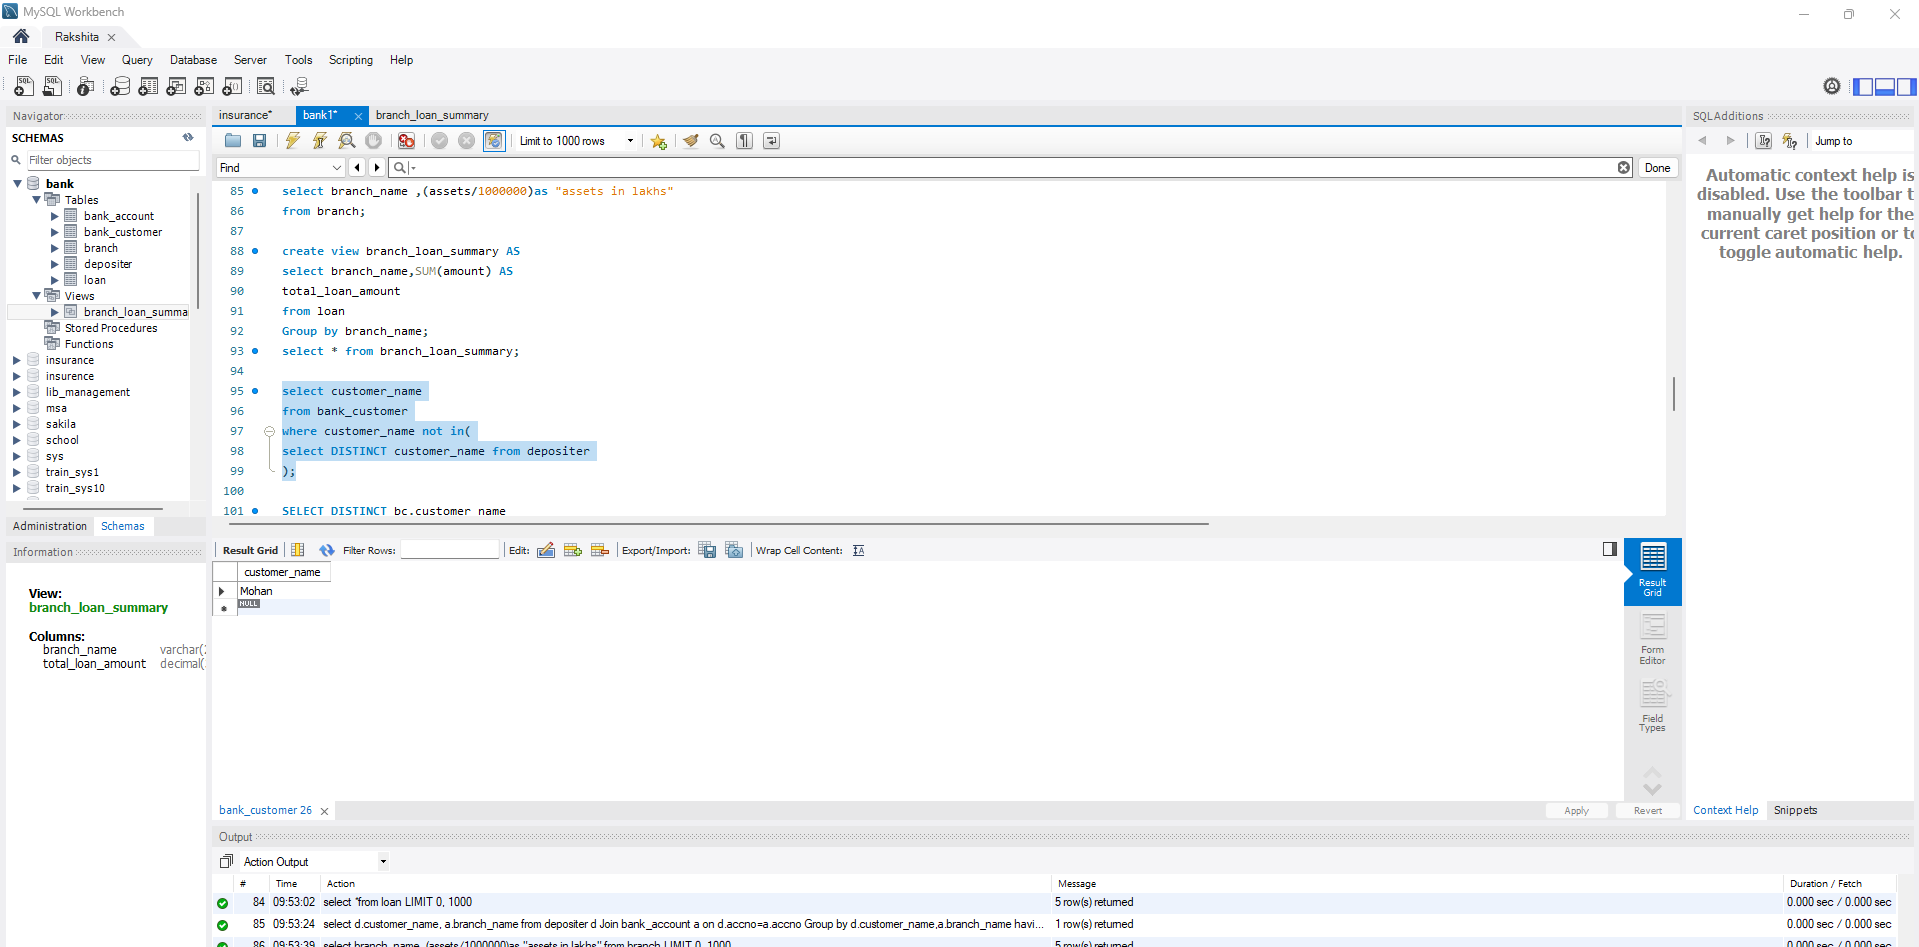 MySQL Workbench
Rakshita
File Edit View Query Database Server Tools Scripting Help
Navigator
SCHEMAS
Filter objects
bank
Tables
bank_account
bank_customer
branch
depositer
loan
Views
branch_loan_summa
Stored Procedures
Functions
insurance
insurence
lib_management
msa
sakila
school
sys
train_sys1
train_sys10
Administration Schemas
Information
View:
branch_loan_summary
Columns:
branch_name varchar(
total_loan_amount decimal(
insurance* bank1* branch_loan_summary
Limit to 1000 rows
Find Done
85 select branch_name ,(assets/1000000)as "assets in lakhs"
86 from branch;
87
88 create view branch_loan_summary AS
89 select branch_name,SUM(amount) AS
90 total_loan_amount
91 from loan
92 Group by branch_name;
93 select * from branch_loan_summary;
94
95 select customer_name
96 from bank_customer
97 where customer_name not in(
98 select DISTINCT customer_name from depositer
99 );
100
101 SELECT DISTINCT bc.customer_name
Result Grid Filter Rows: Edit: Export/Import: Wrap Cell Content:
customer_name
Mohan
NULL
Result
Grid
Form
Editor
Field
Types
bank_customer 26 Apply Revert
SQLAdditions
Jump to
Automatic context help is
disabled. Use the toolbar t
manually get help for the
current caret position or to
toggle automatic help.
Context Help Snippets
Output
Action Output
# Time Action Message Duration / Fetch
84 09:53:02 select *from loan LIMIT 0, 1000 5 row(s) returned 0.000 sec / 0.000 sec
85 09:53:24 select d.customer_name, a.branch_name from depositer d Join bank_account a on d.accno=a.accno Group by d.customer_name,a.branch_name havi... 1 row(s) returned 0.000 sec / 0.000 sec
86 09:53:39 select branch_name ,(assets/1000000)as "assets in lakhs" from branch LIMIT 0, 1000 5 row(s) returned 0.000 sec / 0.000 sec